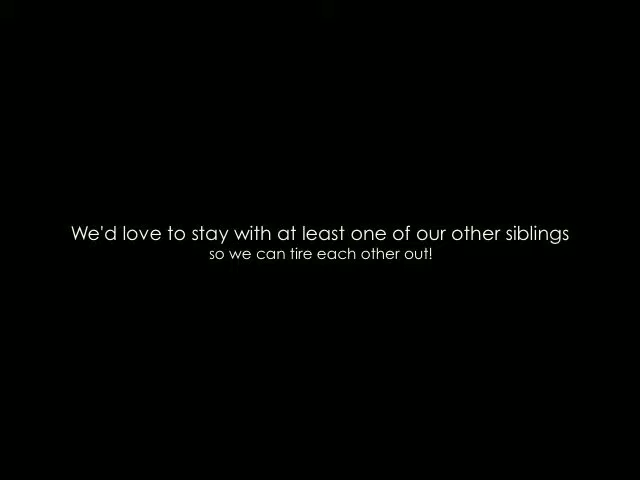 We'd love to stay with at least one of our other siblings
so we can tire each other out!